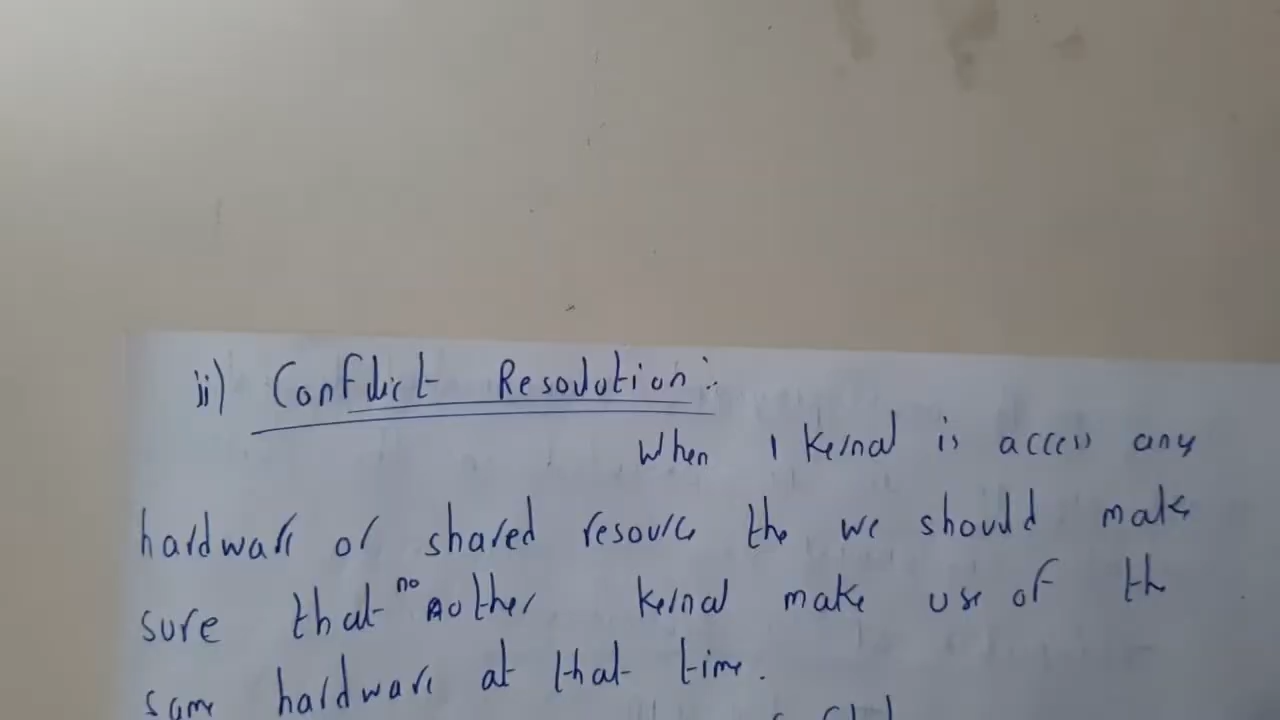 ii) Conflict Resolution :
When 1 kernal is access any
hardware or shared resource the we should make
sure that no other kernal make use of the
same hardware at that time.